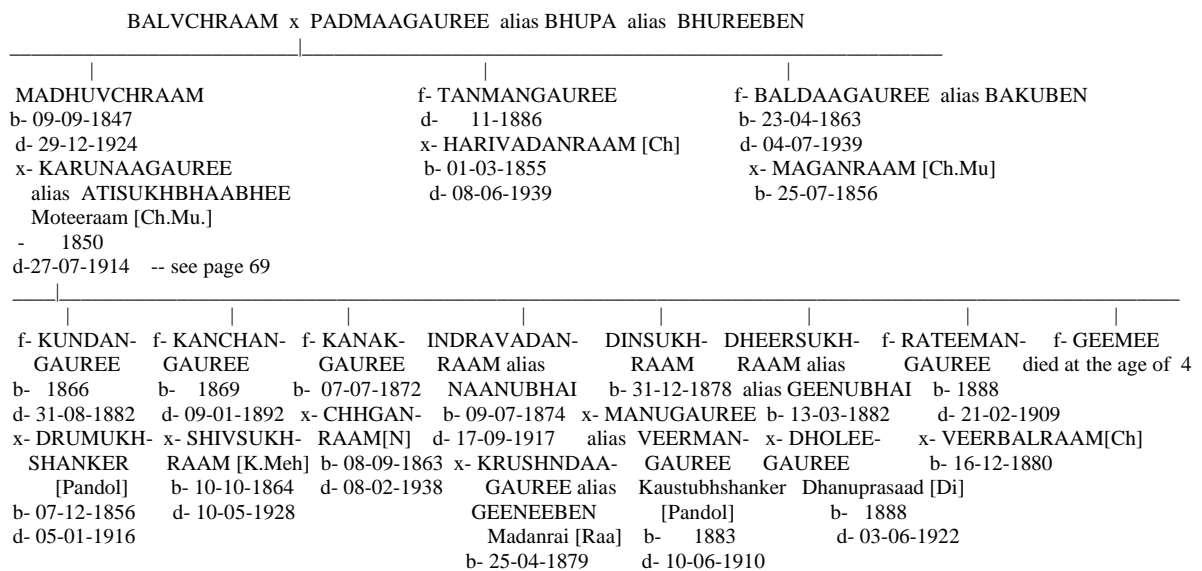 BALVCHRAAM x PADMAAGAUREE alias BHUPA alias BHUREEBEN
MADHUVCHRAAM f- TANMANGAUREE f- BALDAAGAUREE alias BAKUBEN
b- 09-09-1847 d- 11-1886 b- 23-04-1863
d- 29-12-1924 x- HARIVADANRAAM [Ch] d- 04-07-1939
x- KARUNAAGAUREE b- 01-03-1855 x- MAGANRAAM [Ch.Mu]
alias ATISUKHBHAABHEE d- 08-06-1939 b- 25-07-1856
Moteeraam [Ch.Mu.]
- 1850
d-27-07-1914 -- see page 69
f- KUNDAN- f- KANCHAN- f- KANAK- INDRAVADAN- DINSUKH- DHEERSUKH- f- RATEEMAN- f- GEEMEE
GAUREE GAUREE GAUREE RAAM alias RAAM RAAM alias GAUREE died at the age of 4
b- 1866 b- 1869 b- 07-07-1872 NAANUBHAI b- 31-12-1878 alias GEENUBHAI b- 1888
d- 31-08-1882 d- 09-01-1892 x- CHHGAN- b- 09-07-1874 x- MANUGAUREE b- 13-03-1882 d- 21-02-1909
x- DRUMUKH- x- SHIVSUKH- RAAM[N] d- 17-09-1917 alias VEERMAN- x- DHOLEE- x- VEERBALRAAM[Ch]
SHANKER RAAM [K.Meh] b- 08-09-1863 x- KRUSHNDAA- GAUREE GAUREE b- 16-12-1880
[Pandol] b- 10-10-1864 d- 08-02-1938 GAUREE alias Kaustubhshanker Dhanuprasaad [Di]
b- 07-12-1856 d- 10-05-1928 GEENEEBEN [Pandol] b- 1888
d- 05-01-1916 Madanrai [Raa] b- 1883 d- 03-06-1922
b- 25-04-1879 d- 10-06-1910